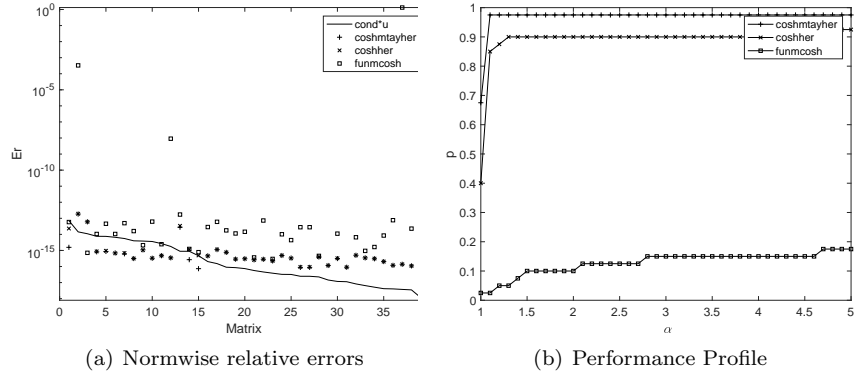 10^0
10^-5
10^-10
10^-15
Er
0 5 10 15 20 25 30 35
Matrix
cond*u
coshmtayher
coshher
funmcosh
(a) Normwise relative errors
1
0.9
0.8
0.7
0.6
0.5
0.4
0.3
0.2
0.1
0
p
1 1.5 2 2.5 3 3.5 4 4.5 5
α
coshmtayher
coshher
funmcosh
(b) Performance Profile